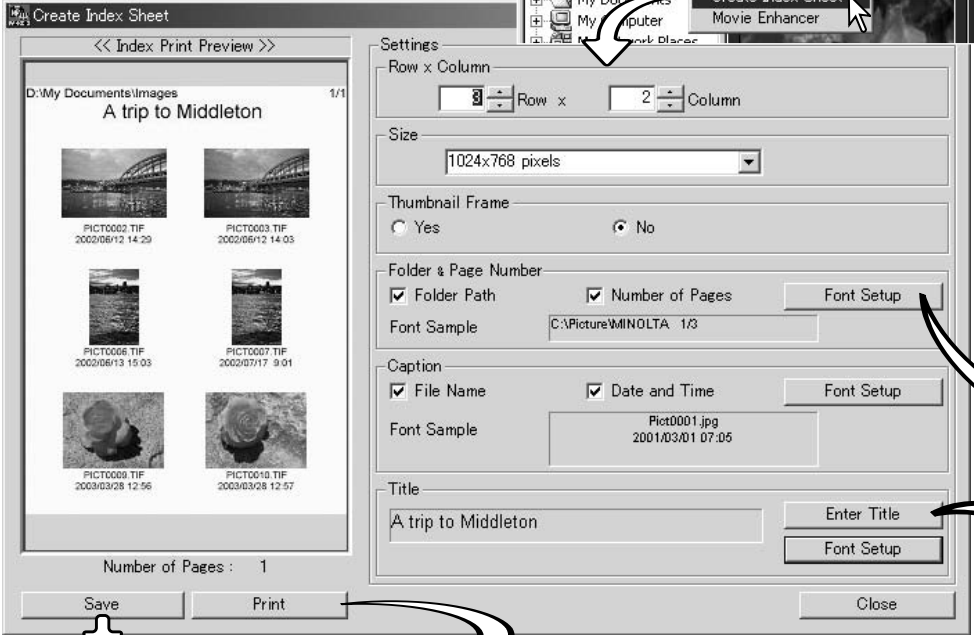 Create Index Sheet
My Computer
Movie Enhancer
<< Index Print Preview >>
D:\My Documents\Images 1/1
A trip to Middleton
PICT0002.TIF
2002/06/12 14:29
PICT0003.TIF
2002/06/12 14:03
PICT0006.TIF
2002/06/13 15:03
PICT0007.TIF
2002/07/17 9:01
PICT0009.TIF
2003/03/28 12:56
PICT0010.TIF
2003/03/28 12:57
Number of Pages : 1
Save
Print
Settings
Row x Column
3 Row x 2 Column
Size
1024x768 pixels
Thumbnail Frame
Yes No
Folder & Page Number
Folder Path Number of Pages Font Setup
Font Sample C:\Picture\MINOLTA 1/3
Caption
File Name Date and Time Font Setup
Font Sample Pict0001.jpg
2001/03/01 07:05
Title
A trip to Middleton
Enter Title
Font Setup
Close